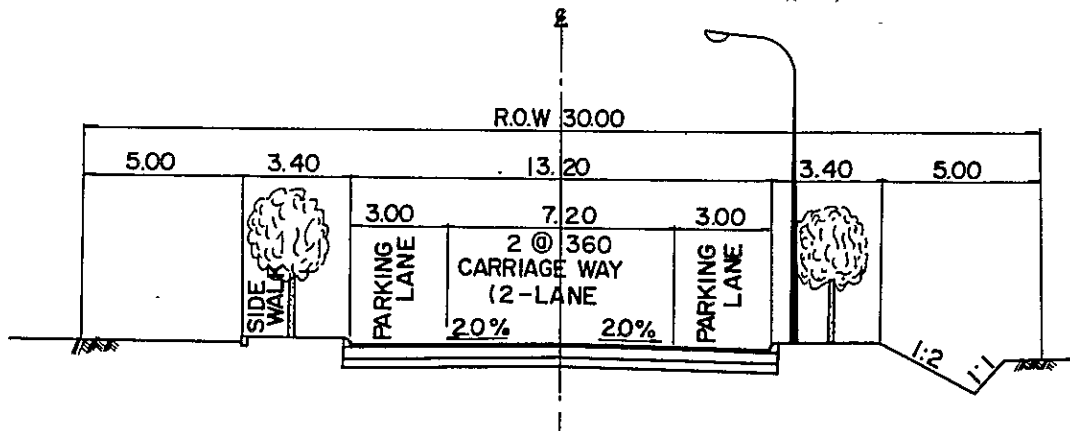 ℄
R.O.W 30.00
5.00 3.40 13.20 3.40 5.00
3.00 7.20 3.00
2 @ 360
CARRIAGE WAY
(2-LANE
PARKING LANE
PARKING LANE
SIDE WALK
2.0% 2.0%
1:2
1:1